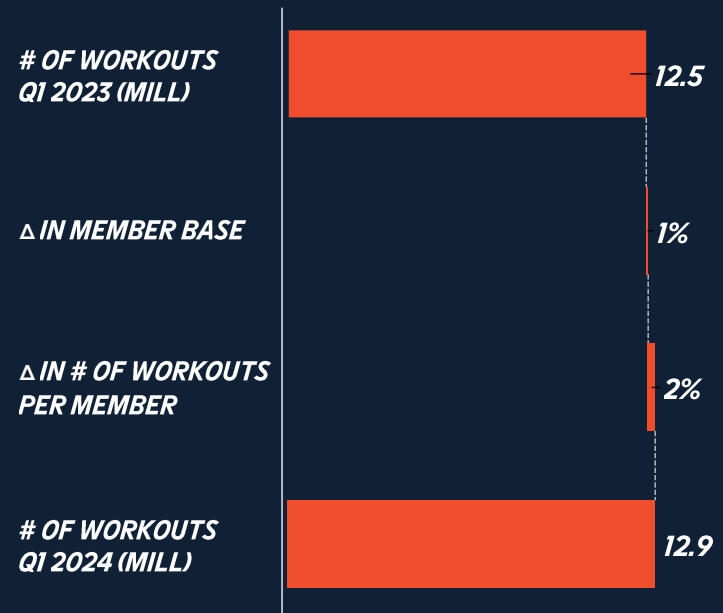 # OF WORKOUTS
Q1 2023 (MILL)
12.5
Δ IN MEMBER BASE
1%
Δ IN # OF WORKOUTS
PER MEMBER
2%
# OF WORKOUTS
Q1 2024 (MILL)
12.9